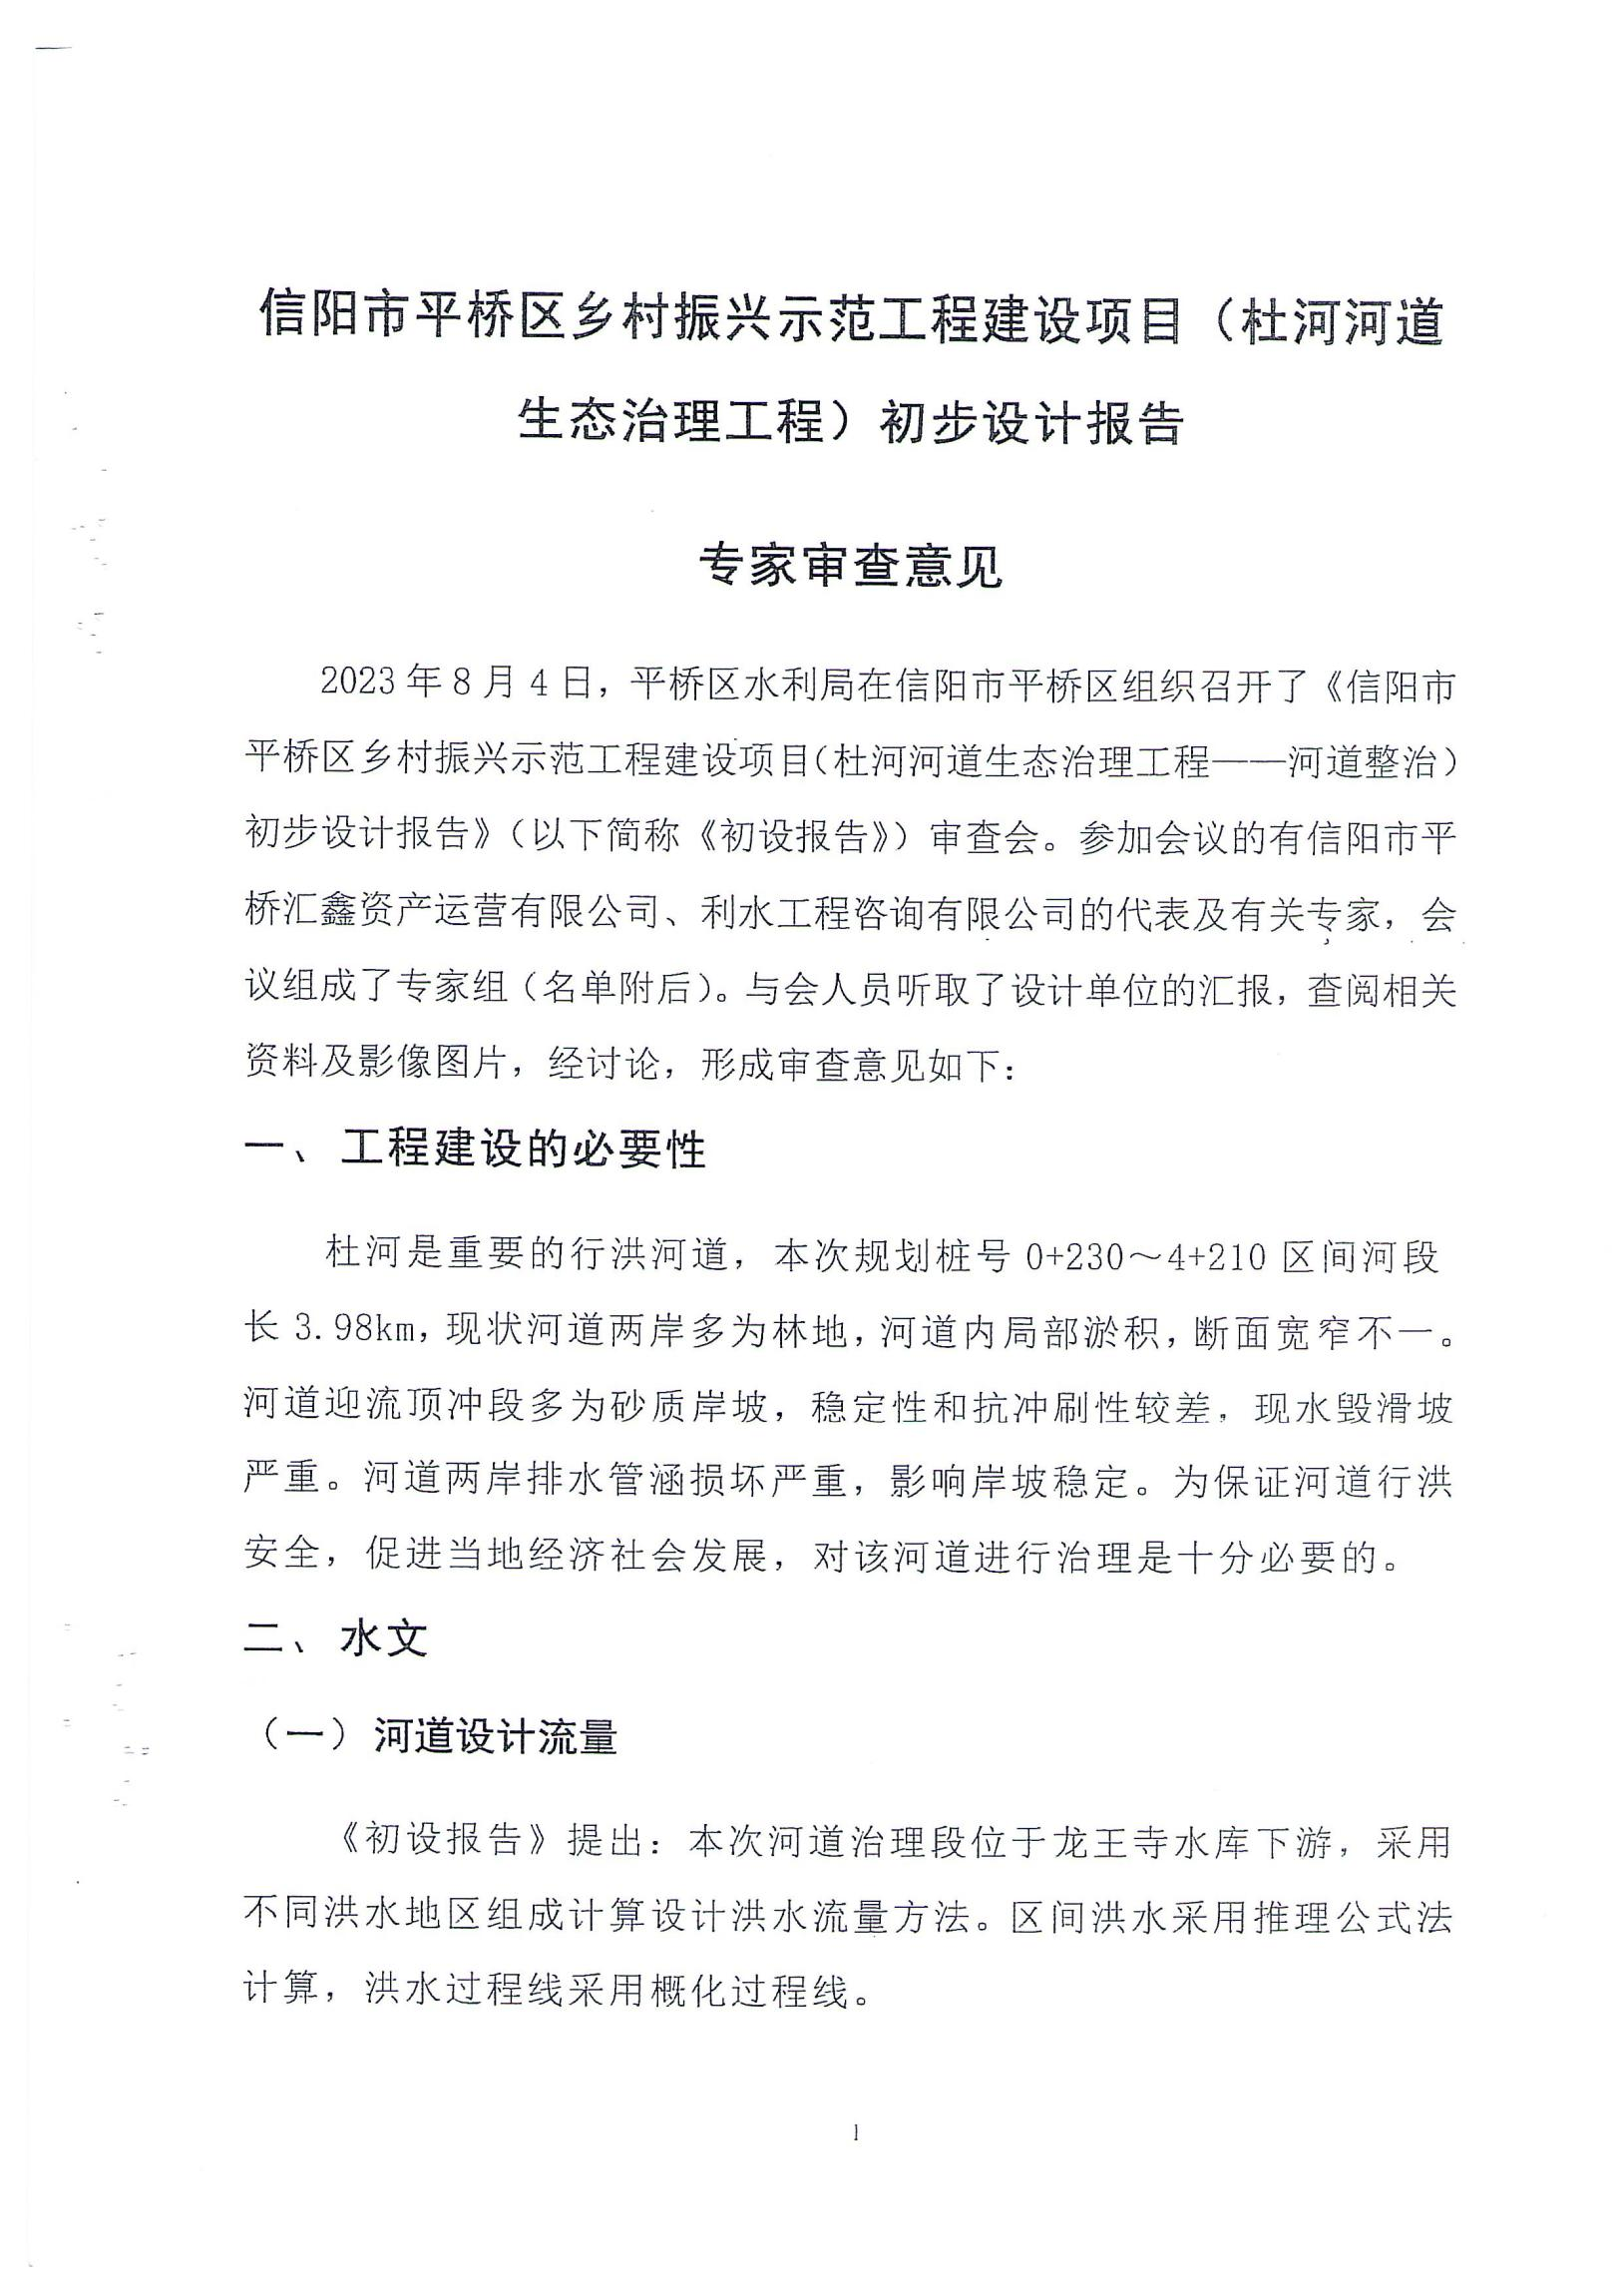 信阳市平桥区乡村振兴示范工程建设项目（杜河河道
生态治理工程）初步设计报告
专家审查意见
2023年8月4日，平桥区水利局在信阳市平桥区组织召开了《信阳市
平桥区乡村振兴示范工程建设项目（杜河河道生态治理工程——河道整治）
初步设计报告》（以下简称《初设报告》）审查会。参加会议的有信阳市平
桥汇鑫资产运营有限公司、利水工程咨询有限公司的代表及有关专家，会
议组成了专家组（名单附后）。与会人员听取了设计单位的汇报，查阅相关
资料及影像图片，经讨论，形成审查意见如下：
一、工程建设的必要性
杜河是重要的行洪河道，本次规划桩号0+230～4+210区间河段
长3.98km，现状河道两岸多为林地，河道内局部淤积，断面宽窄不一。
河道迎流顶冲段多为砂质岸坡，稳定性和抗冲刷性较差，现水毁滑坡
严重。河道两岸排水管涵损坏严重，影响岸坡稳定。为保证河道行洪
安全，促进当地经济社会发展，对该河道进行治理是十分必要的。
二、水文
（一）河道设计流量
《初设报告》提出：本次河道治理段位于龙王寺水库下游，采用
不同洪水地区组成计算设计洪水流量方法。区间洪水采用推理公式法
计算，洪水过程线采用概化过程线。
1